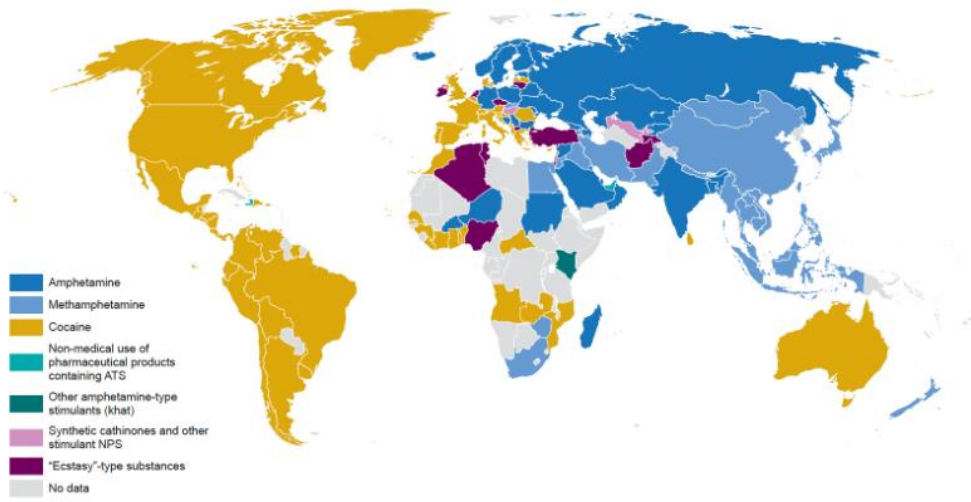 Amphetamine
Methamphetamine
Cocaine
Non-medical use of
pharmaceutical products
containing ATS
Other amphetamine-type
stimulants (khat)
Synthetic cathinones and other
stimulant NPS
"Ecstasy"-type substances
No data